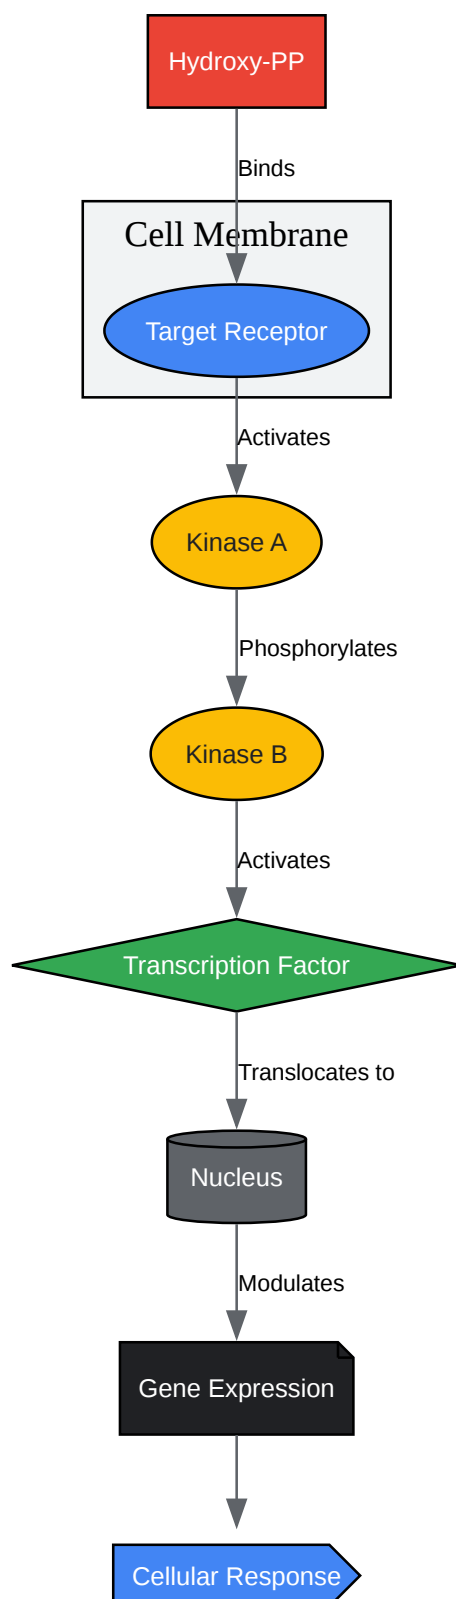 Hydroxy-PP
Binds
Cell Membrane
Target Receptor
Activates
Kinase A
Phosphorylates
Kinase B
Activates
Transcription Factor
Translocates to
Nucleus
Modulates
Gene Expression
Cellular Response